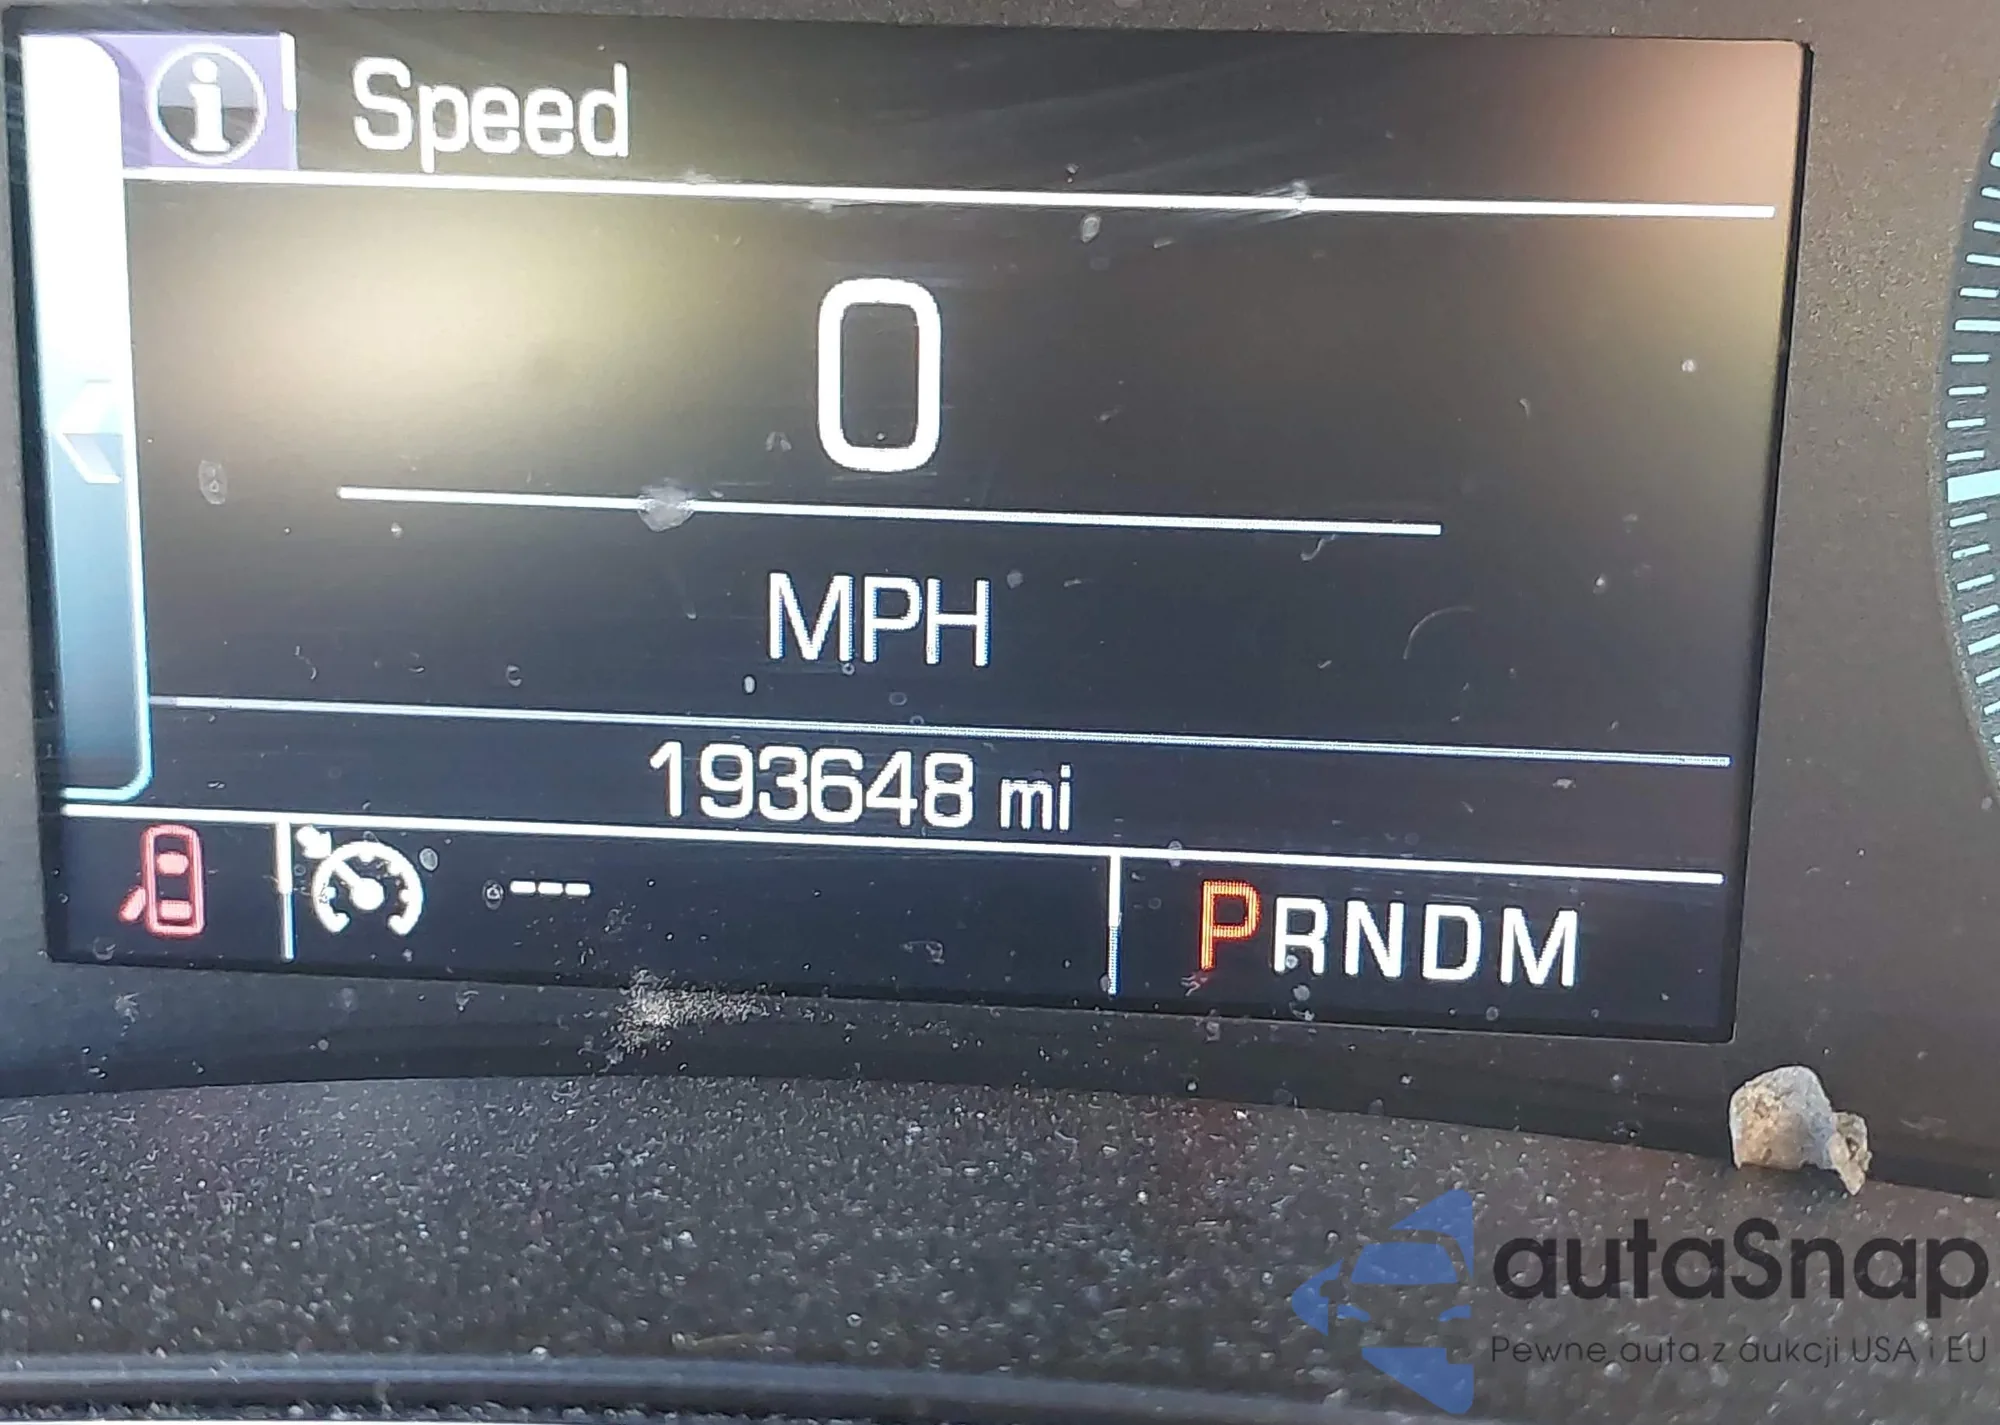 i Speed
0
MPH
193648 mi
--- PRNDM
autaSnap
Pewne auta z aukcji USA i EU